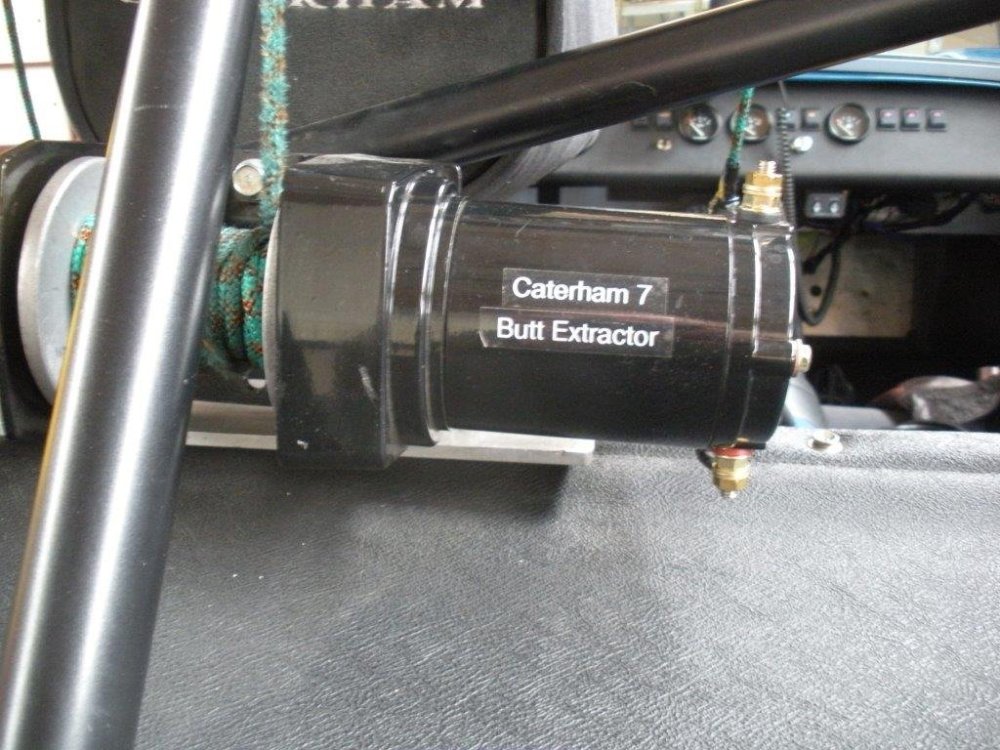 Caterham 7
Butt Extractor